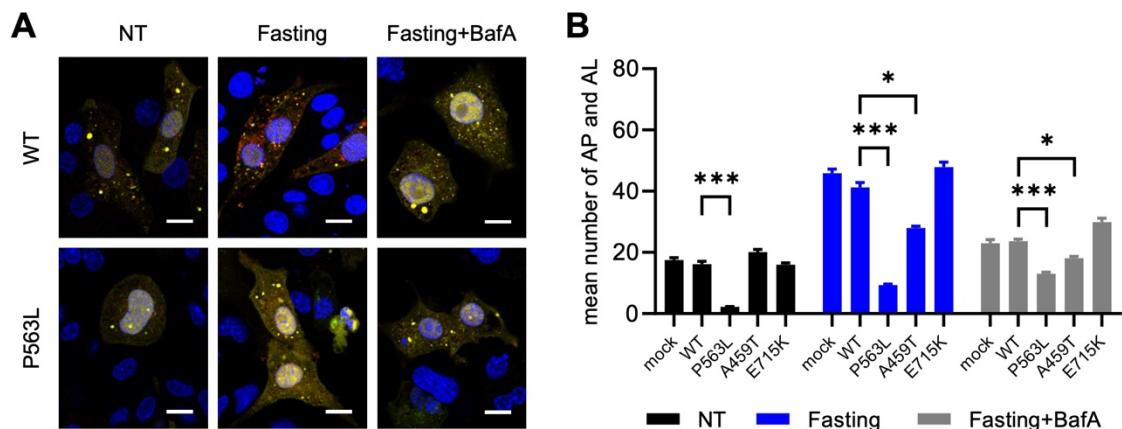 A
NT
Fasting
Fasting+BafA
WT
P563L
B
mean number of AP and AL
80
60
40
20
0
***
***
*
***
*
mock
WT
P563L
A459T
E715K
mock
WT
P563L
A459T
E715K
mock
WT
P563L
A459T
E715K
NT
Fasting
Fasting+BafA